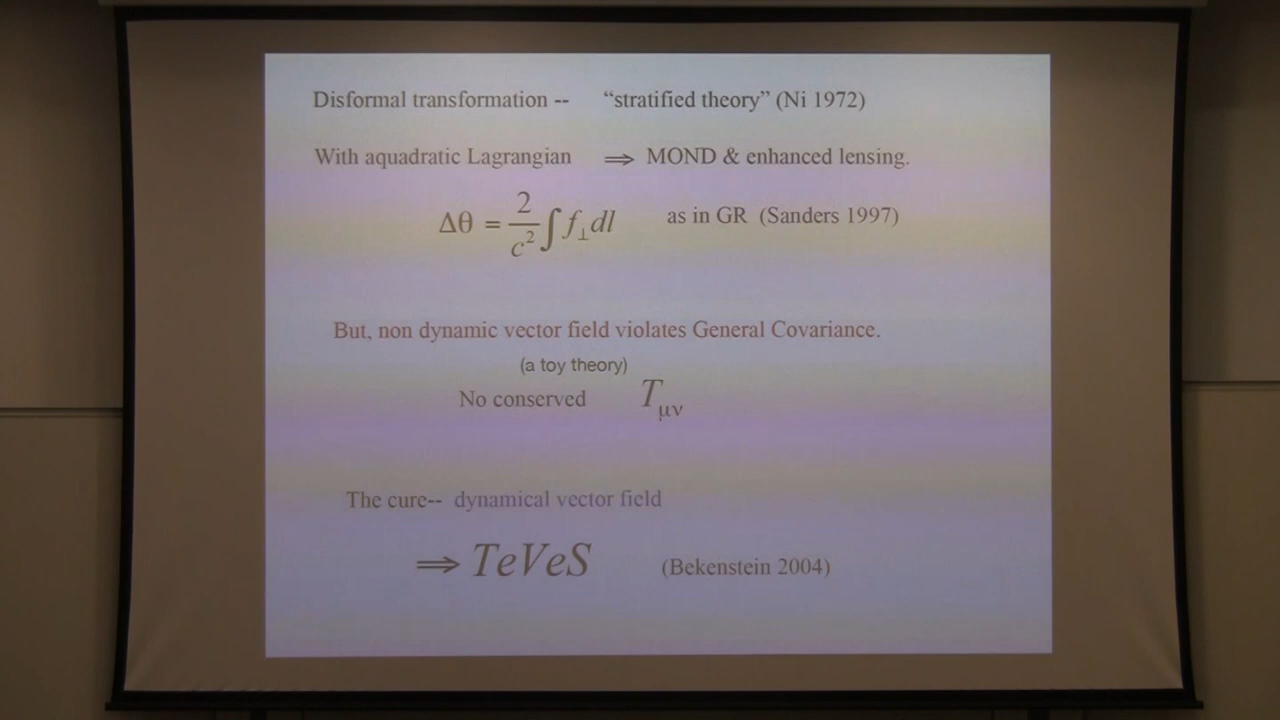 Disformal transformation -- “stratified theory” (Ni 1972)
With aquadratic Lagrangian ⇒ MOND & enhanced lensing.
Δθ = 2/c² ∫ f⊥ dl as in GR (Sanders 1997)
But, non dynamic vector field violates General Covariance.
(a toy theory)
No conserved Tμν
The cure-- dynamical vector field
⇒ TeVeS (Bekenstein 2004)